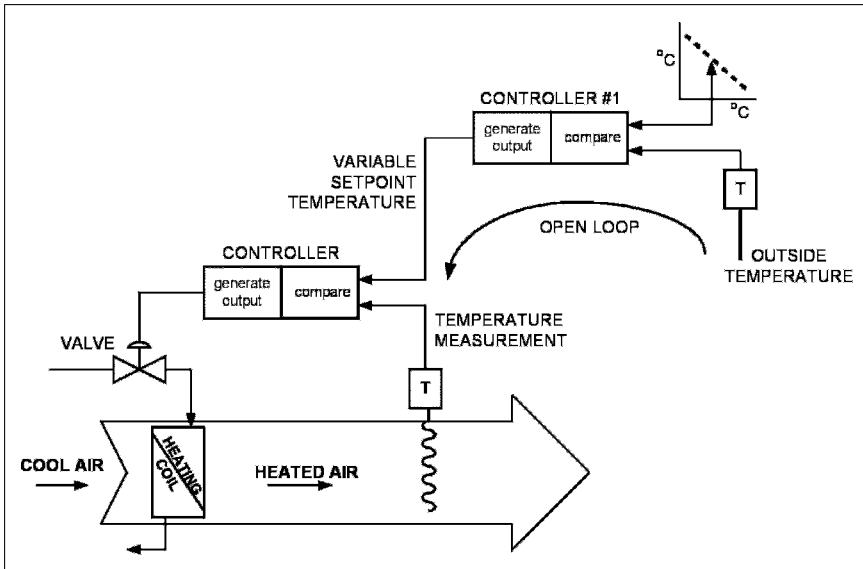 °C
°C
CONTROLLER #1
generate
output
compare
VARIABLE
SETPOINT
TEMPERATURE
T
OPEN LOOP
OUTSIDE
TEMPERATURE
CONTROLLER
generate
output
compare
TEMPERATURE
MEASUREMENT
VALVE
T
COOL AIR
HEATING
COIL
HEATED AIR